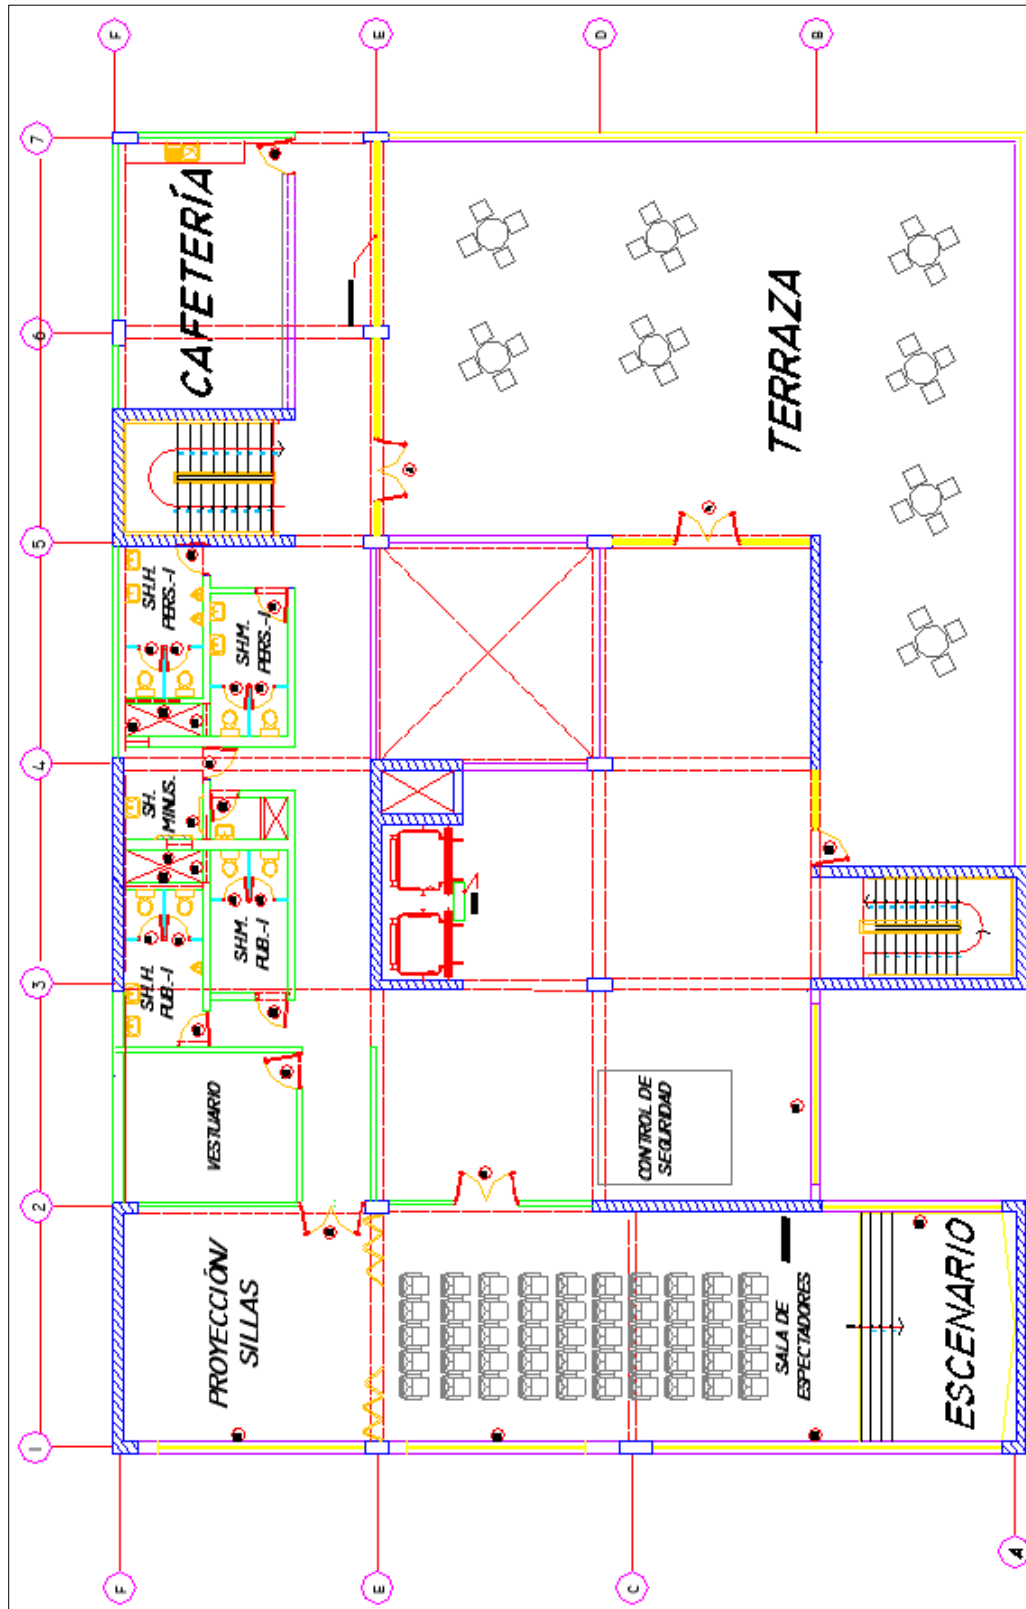 F
E
D
B
7
6
5
4
3
2
1
F
E
C
A
CAFETERÍA
TERRAZA
S.H.H.
PERS.-I
S.H.M.
PERS.-I
SH.
MINUS.
S.H.H.
PUB.-I
S.H.M.
PUB.-I
VESTUARIO
CONTROL DE
SEGURIDAD
PROYECCIÓN/
SILLAS
SALA DE
ESPECTADORES
ESCENARIO